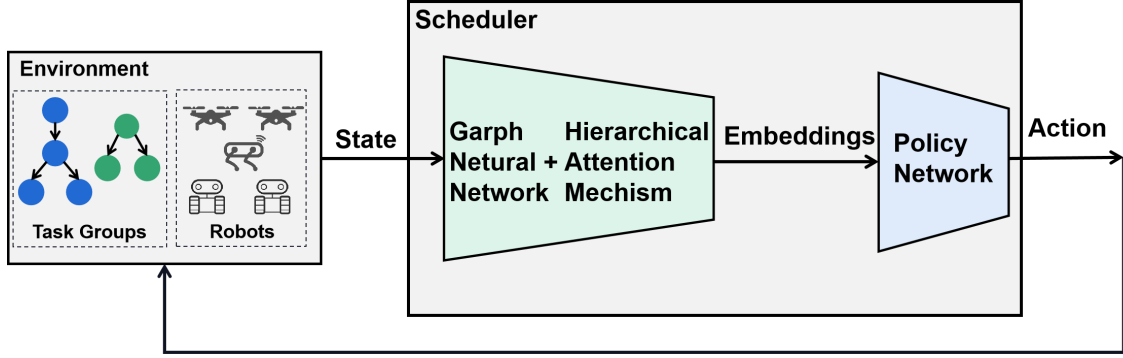 Scheduler
Environment
Task Groups
Robots
State
Garph Hierarchical
Netural + Attention
Network Mechism
Embeddings
Policy
Network
Action